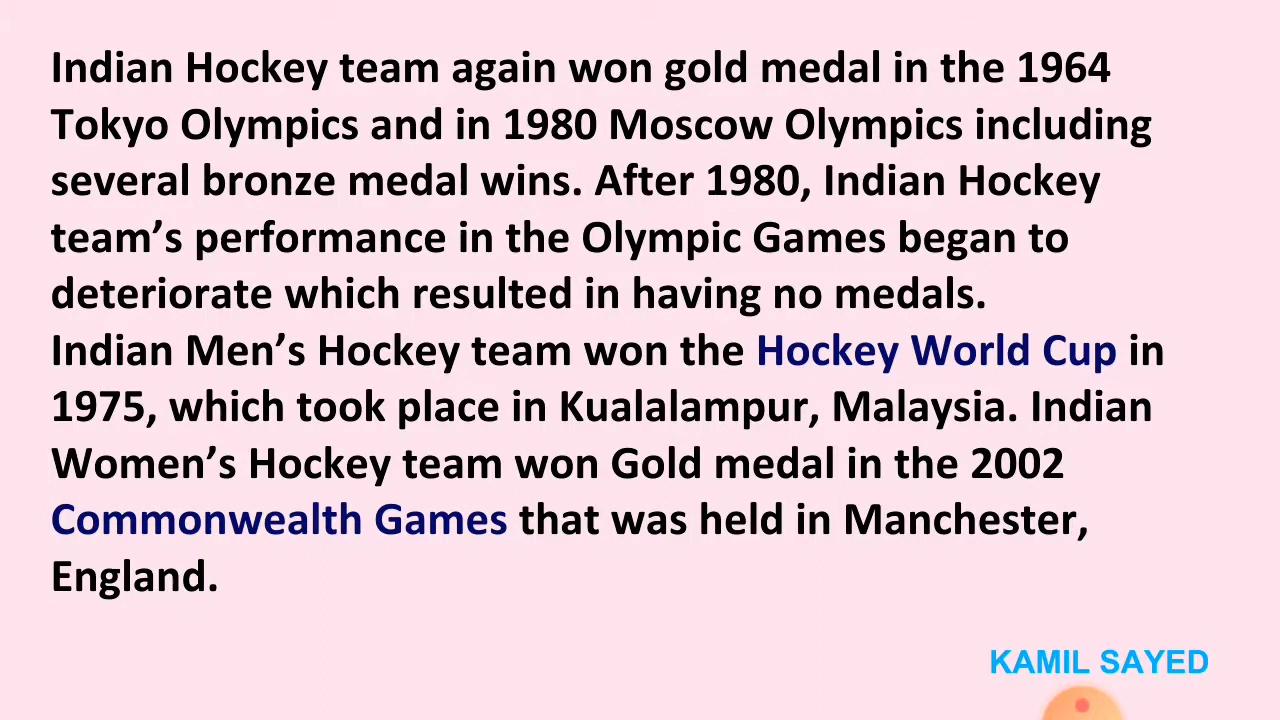 Indian Hockey team again won gold medal in the 1964
Tokyo Olympics and in 1980 Moscow Olympics including
several bronze medal wins. After 1980, Indian Hockey
team’s performance in the Olympic Games began to
deteriorate which resulted in having no medals.
Indian Men’s Hockey team won the Hockey World Cup in
1975, which took place in Kualalampur, Malaysia. Indian
Women’s Hockey team won Gold medal in the 2002
Commonwealth Games that was held in Manchester,
England.
KAMIL SAYED